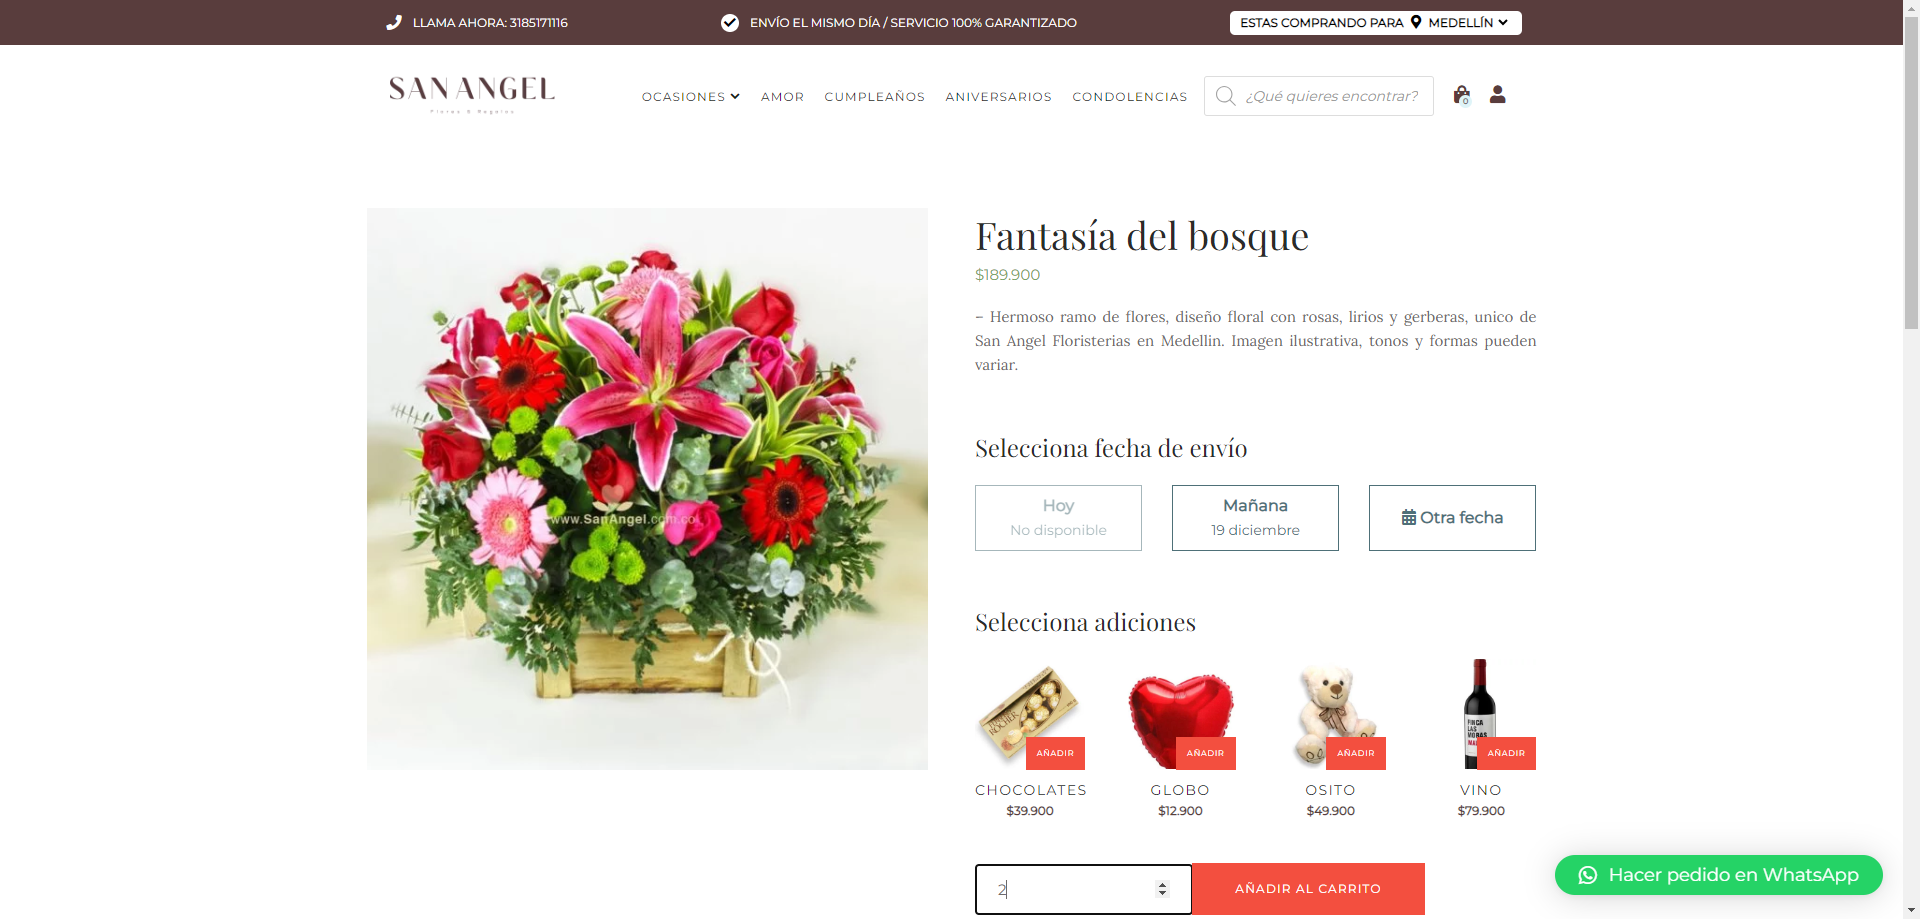 LLAMA AHORA: 3185171116
ENVÍO EL MISMO DÍA / SERVICIO 100% GARANTIZADO
ESTAS COMPRANDO PARA MEDELLÍN
SAN ANGEL
Flores & Regalos
OCASIONES
AMOR
CUMPLEAÑOS
ANIVERSARIOS
CONDOLENCIAS
¿Qué quieres encontrar?
0
www.SanAngel.com.co
Fantasía del bosque
$189.900
– Hermoso ramo de flores, diseño floral con rosas, lirios y gerberas, unico de
San Angel Floristerias en Medellin. Imagen ilustrativa, tonos y formas pueden
variar.
Selecciona fecha de envío
Hoy
No disponible
Mañana
19 diciembre
Otra fecha
Selecciona adiciones
ROCHER
FINCA
LAS
MORAS
AÑADIR
AÑADIR
AÑADIR
AÑADIR
CHOCOLATES
$39.900
GLOBO
$12.900
OSITO
$49.900
VINO
$79.900
2
AÑADIR AL CARRITO
Hacer pedido en WhatsApp